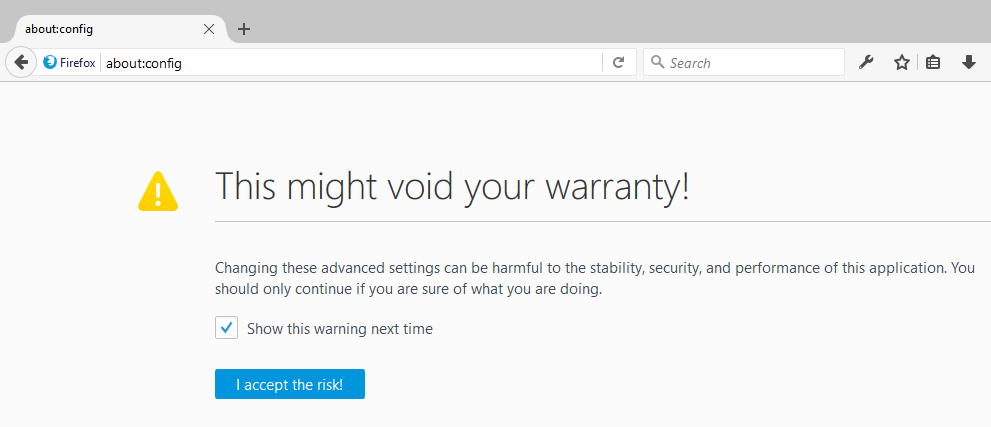 about:config
Firefox about:config Search
This might void your warranty!
Changing these advanced settings can be harmful to the stability, security, and performance of this application. You
should only continue if you are sure of what you are doing.
Show this warning next time
I accept the risk!